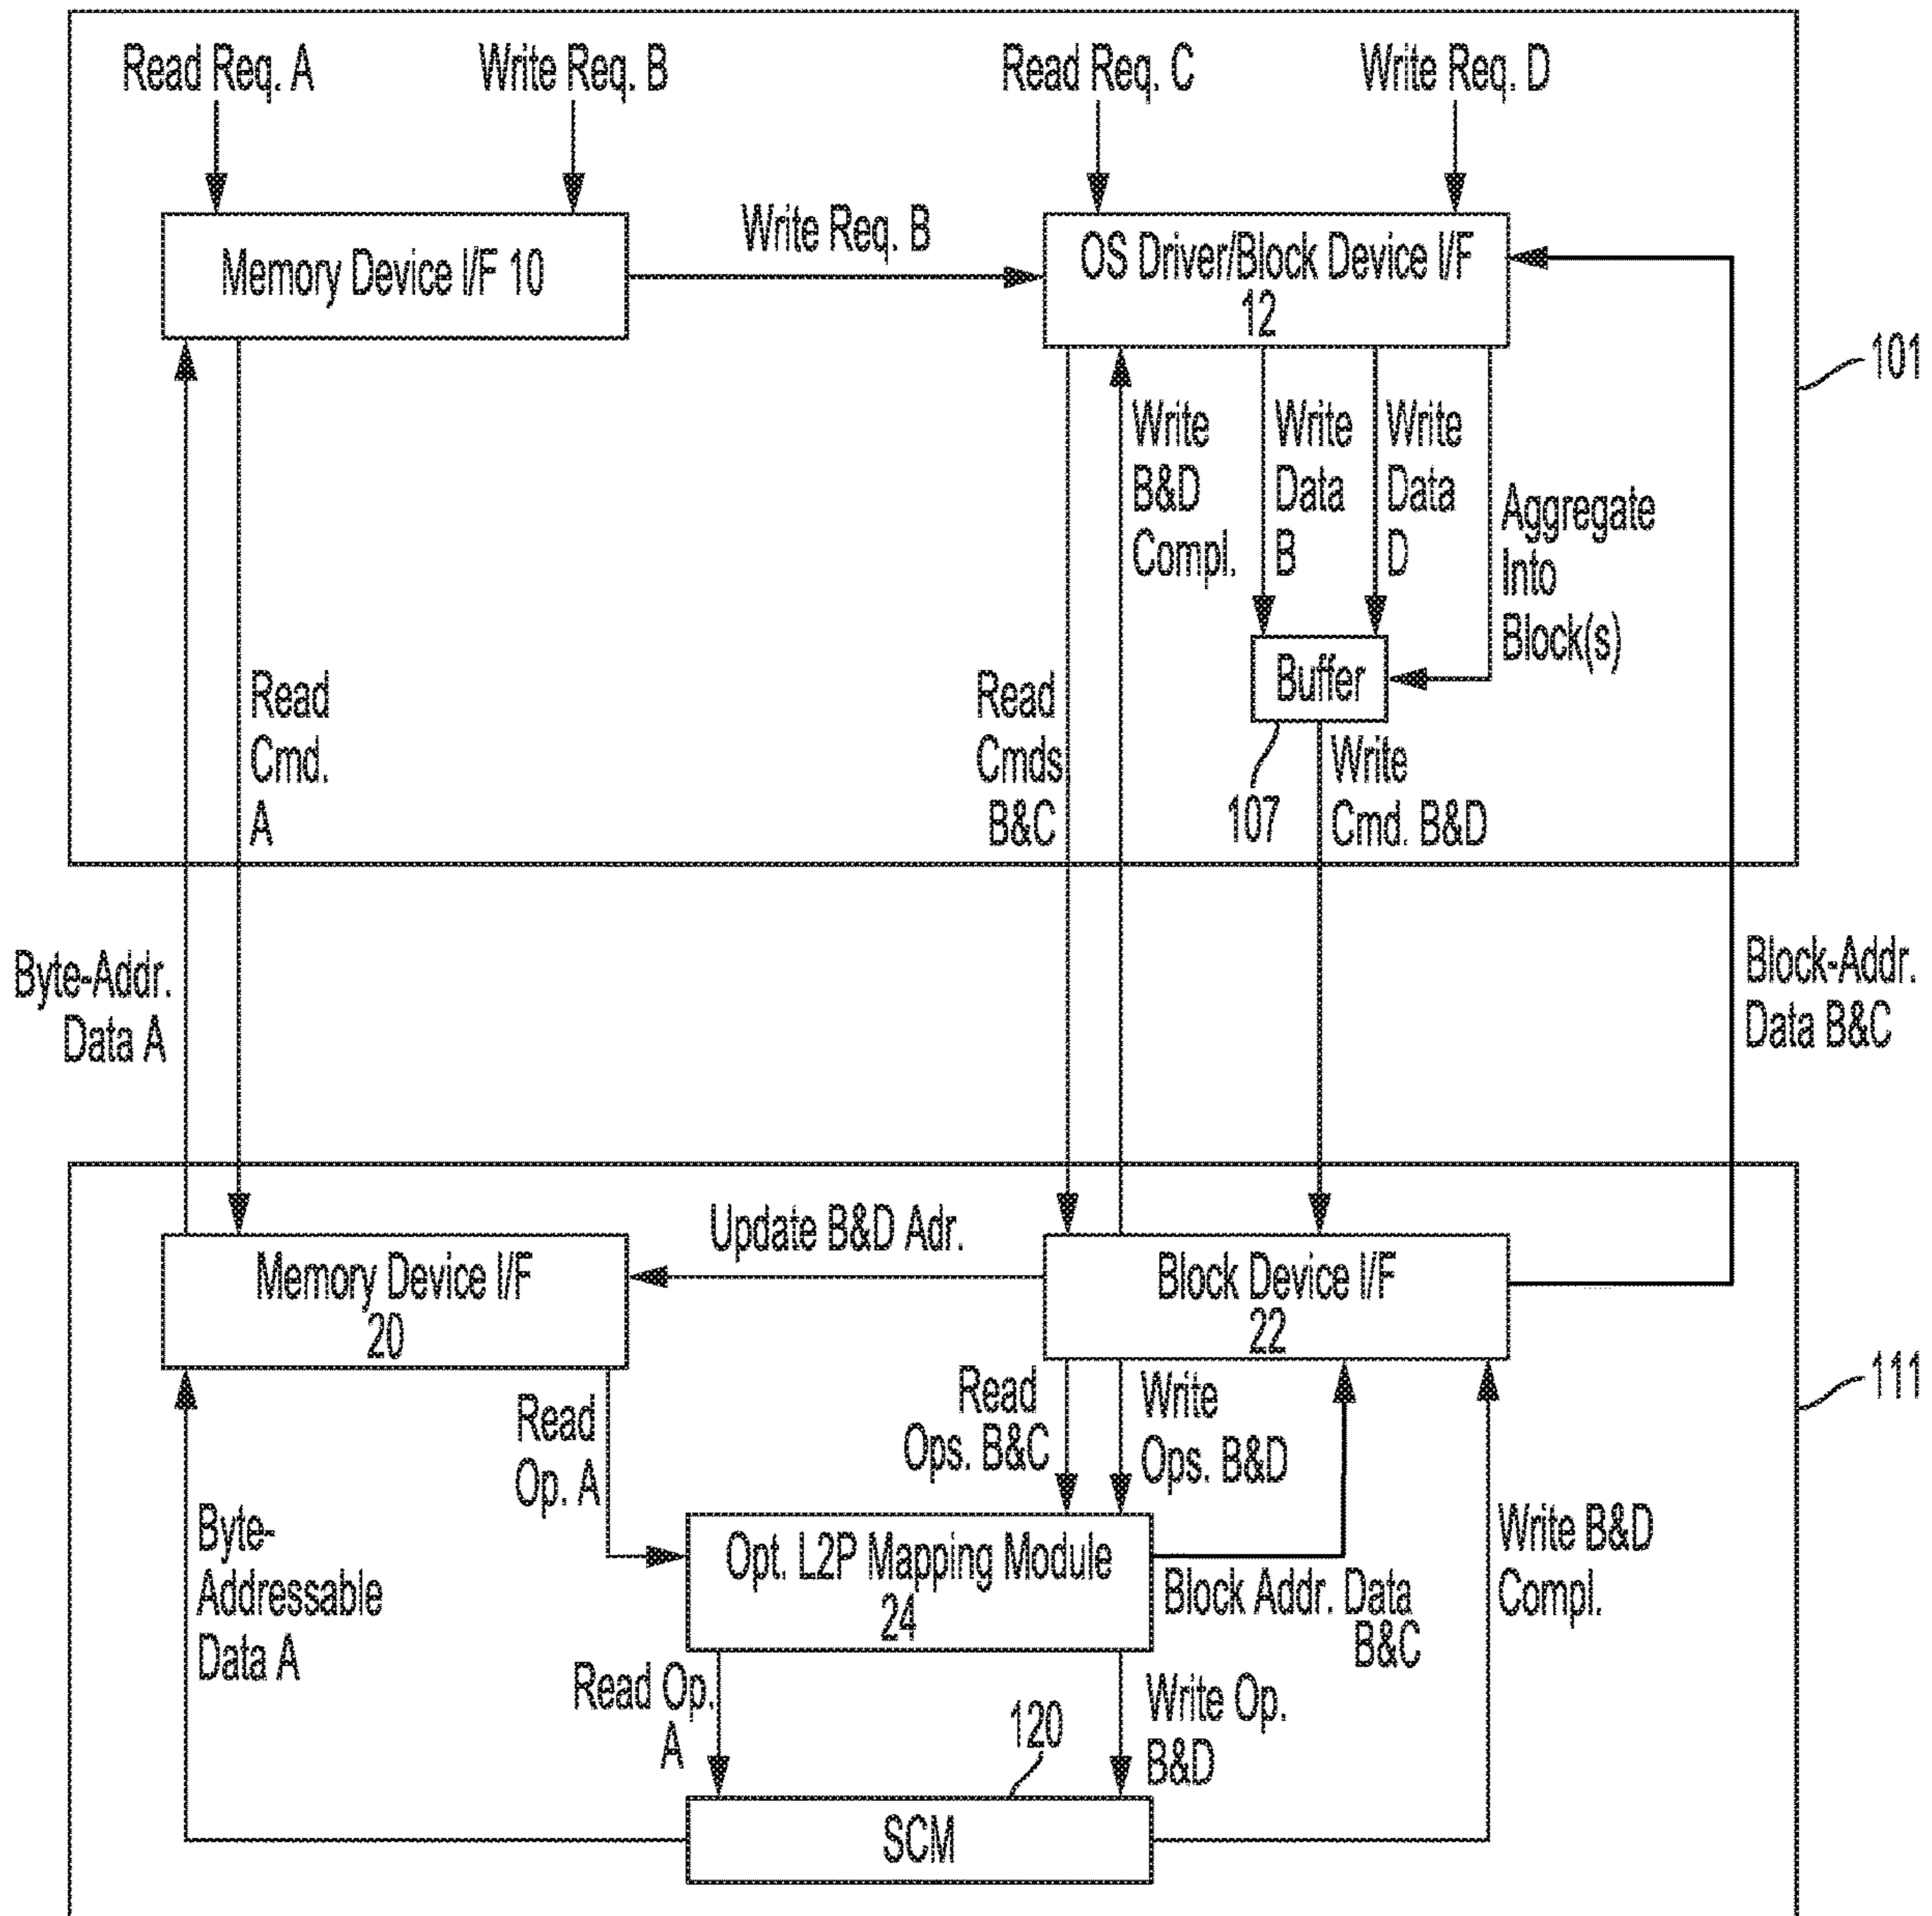 Read Req. A
Write Req. B
Read Req. C
Write Req. D
Memory Device I/F 10
Write Req. B
OS Driver/Block Device I/F
12
101
Write
B&D
Compl.
Write
Data
B
Write
Data
D
Aggregate
Into
Block(s)
Buffer
107
Read
Cmd.
A
Read
Cmds
B&C
Write
Cmd. B&D
Byte-Addr.
Data A
Block-Addr.
Data B&C
Memory Device I/F
20
Update B&D Adr.
Block Device I/F
22
111
Read
Op. A
Read
Ops. B&C
Write
Ops. B&D
Byte-
Addressable
Data A
Opt. L2P Mapping Module
24
Block Addr. Data
B&C
Write B&D
Compl.
Read Op.
A
120
Write Op.
B&D
SCM